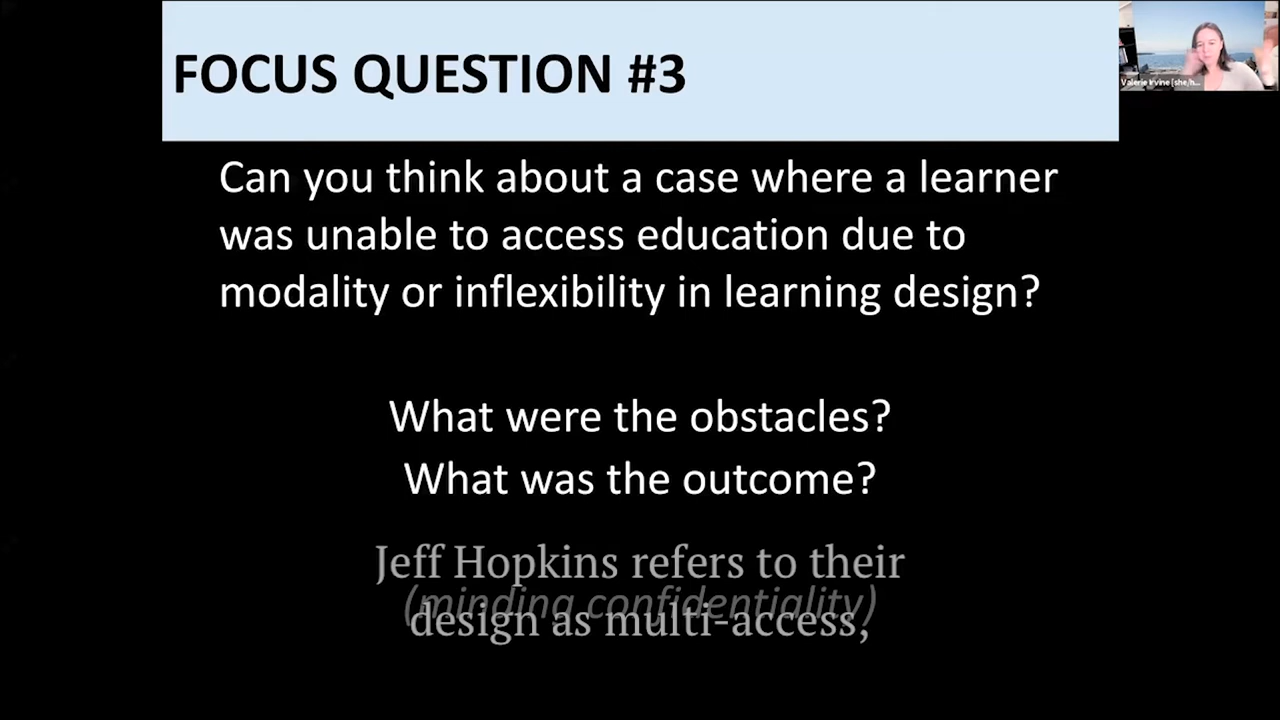 FOCUS QUESTION #3
Valerie Irvine (she/h...
Can you think about a case where a learner
was unable to access education due to
modality or inflexibility in learning design?
What were the obstacles?
What was the outcome?
Jeff Hopkins refers to their
(minding confidentiality)
design as multi-access,